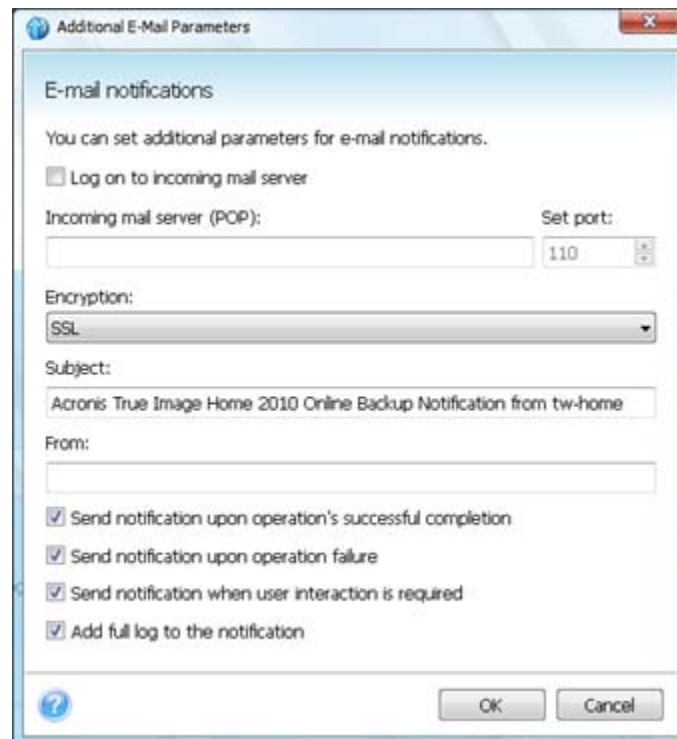 Additional E-Mail Parameters
E-mail notifications
You can set additional parameters for e-mail notifications.
Log on to incoming mail server
Incoming mail server (POP): Set port:
110
Encryption:
SSL
Subject:
Acronis True Image Home 2010 Online Backup Notification from tw-home
From:
Send notification upon operation's successful completion
Send notification upon operation failure
Send notification when user interaction is required
Add full log to the notification
? OK Cancel